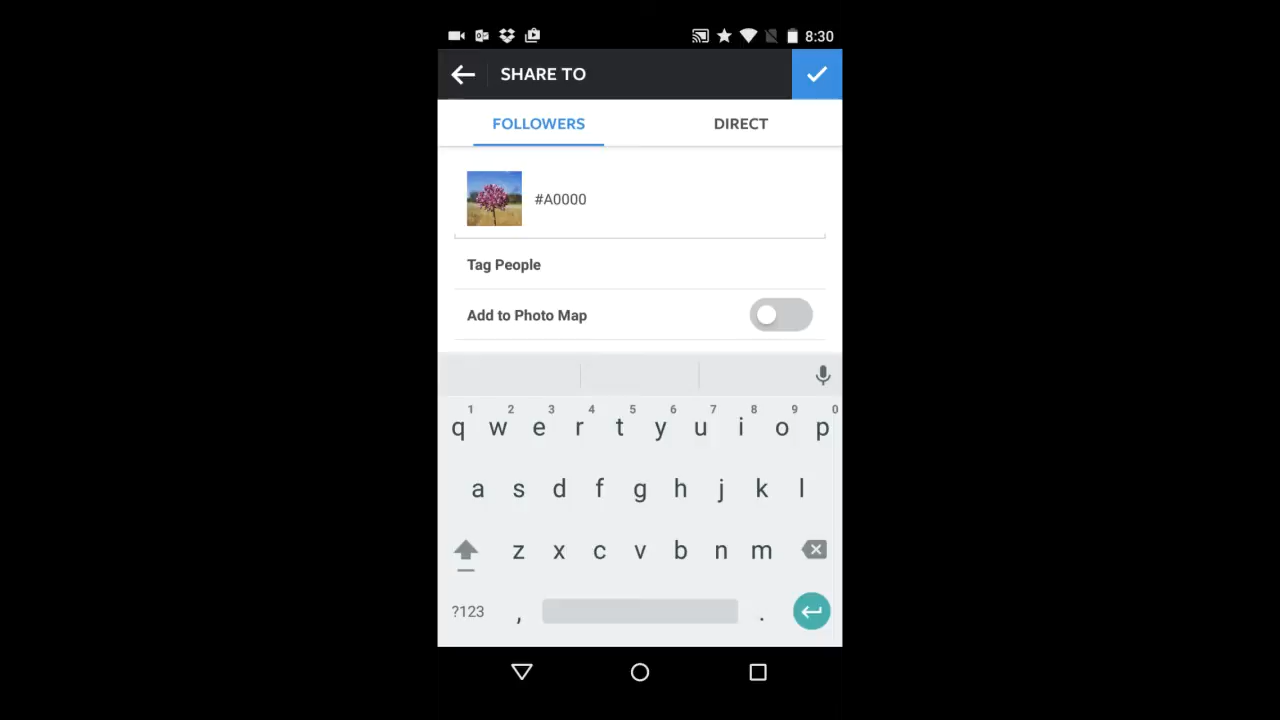 8:30
SHARE TO
FOLLOWERS DIRECT
#A0000
Tag People
Add to Photo Map
1 2 3 4 5 6 7 8 9 0
q w e r t y u i o p
a s d f g h j k l
z x c v b n m
?123 , .